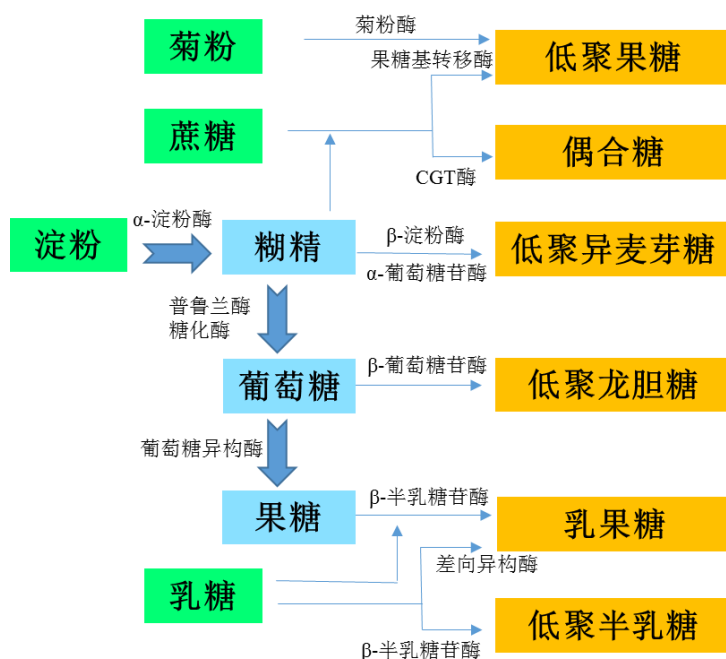 菊粉
菊粉酶
低聚果糖
果糖基转移酶
蔗糖
偶合糖
CGT酶
淀粉
α-淀粉酶
糊精
β-淀粉酶
α-葡萄糖苷酶
低聚异麦芽糖
普鲁兰酶
糖化酶
葡萄糖
β-葡萄糖苷酶
低聚龙胆糖
葡萄糖异构酶
果糖
β-半乳糖苷酶
乳果糖
差向异构酶
乳糖
低聚半乳糖
β-半乳糖苷酶